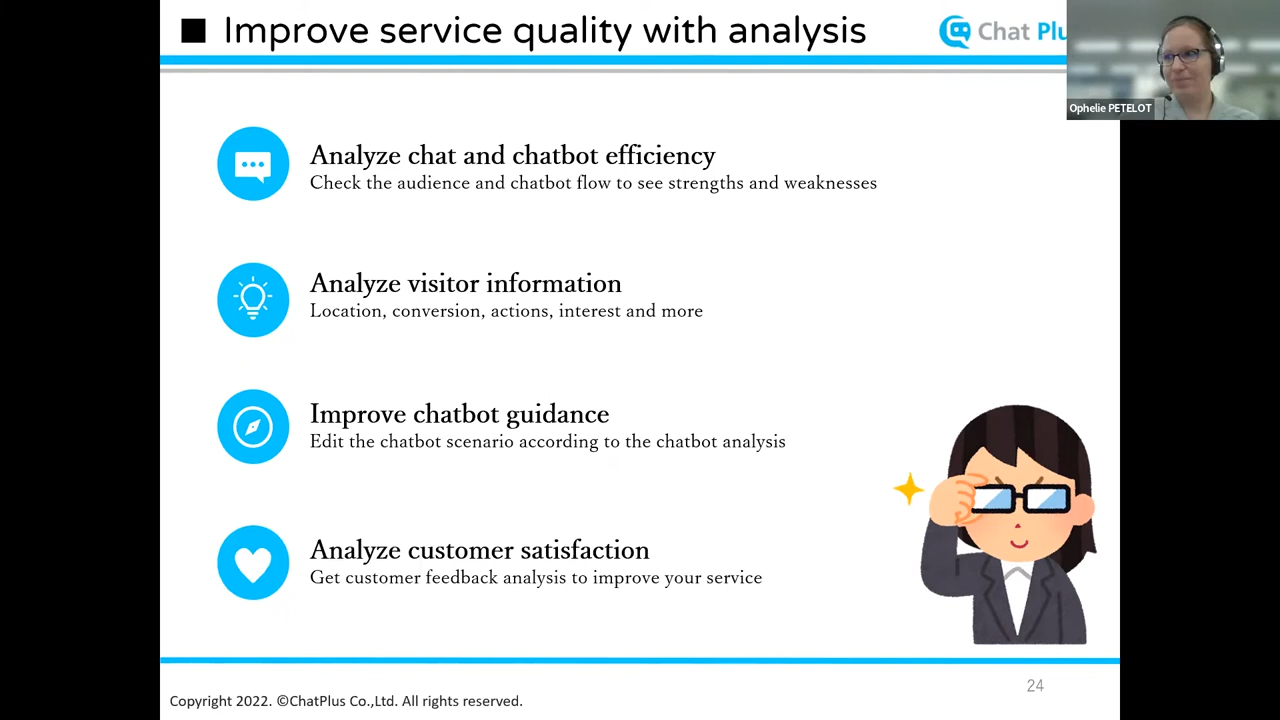 Improve service quality with analysis
Chat Plu
Ophelie PETELOT
Analyze chat and chatbot efficiency
Check the audience and chatbot flow to see strengths and weaknesses
Analyze visitor information
Location, conversion, actions, interest and more
Improve chatbot guidance
Edit the chatbot scenario according to the chatbot analysis
Analyze customer satisfaction
Get customer feedback analysis to improve your service
24
Copyright 2022. ©ChatPlus Co.,Ltd. All rights reserved.